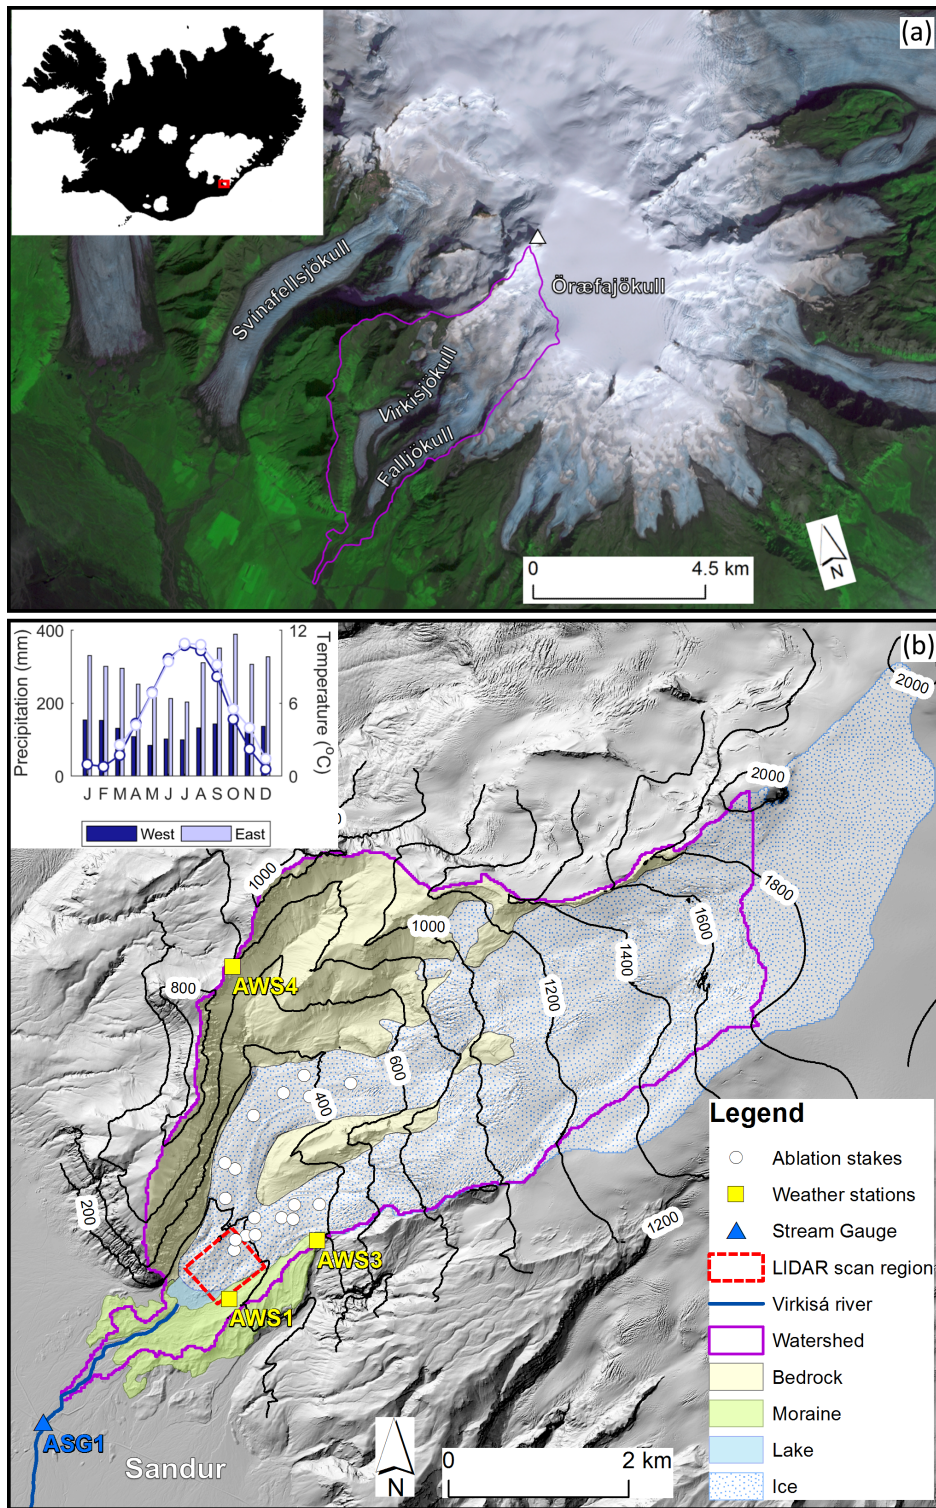 (a)
Svinafellsjökull
Öræfajökull
Virkisjökull
Falljökull
0 4.5 km
N
(b)
400 12
200 6
0 0
Precipitation (mm)
Temperature (°C)
J F M A M J J A S O N D
West East
2000
2000
1000
1800
1600
1000
1400
1200
800
AWS4
600
400
200
1200
AWS3
AWS1
ASG1
Sandur
N
0 2 km
Legend
Ablation stakes
Weather stations
Stream Gauge
LIDAR scan region
Virkisá river
Watershed
Bedrock
Moraine
Lake
Ice